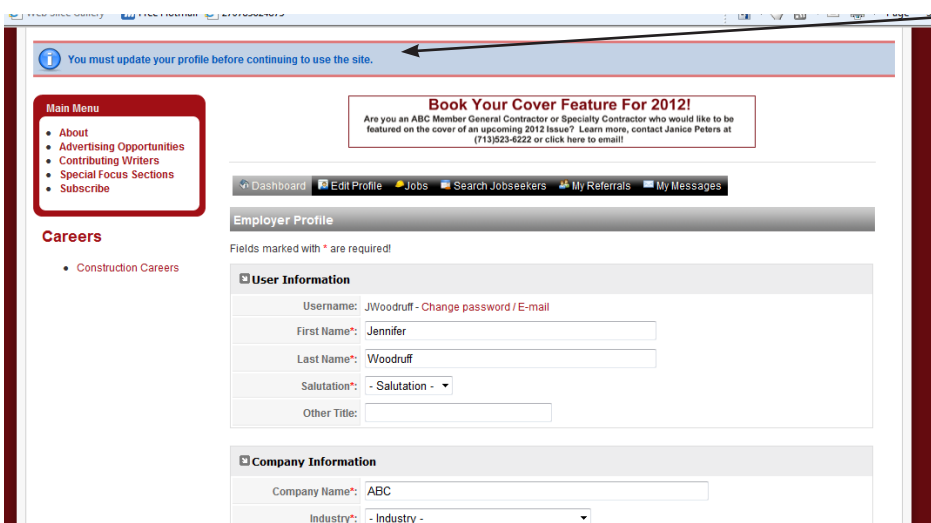 You must update your profile before continuing to use the site.
Main Menu
About
Advertising Opportunities
Contributing Writers
Special Focus Sections
Subscribe
Careers
Construction Careers
Book Your Cover Feature For 2012!
Are you an ABC Member General Contractor or Specialty Contractor who would like to be
featured on the cover of an upcoming 2012 Issue? Learn more, contact Janice Peters at
(713)523-6222 or click here to email!
Dashboard Edit Profile Jobs Search Jobseekers My Referrals My Messages
Employer Profile
Fields marked with * are required!
User Information
Username: JWoodruff - Change password / E-mail
First Name*: Jennifer
Last Name*: Woodruff
Salutation*: - Salutation -
Other Title:
Company Information
Company Name*: ABC
Industry*: - Industry -